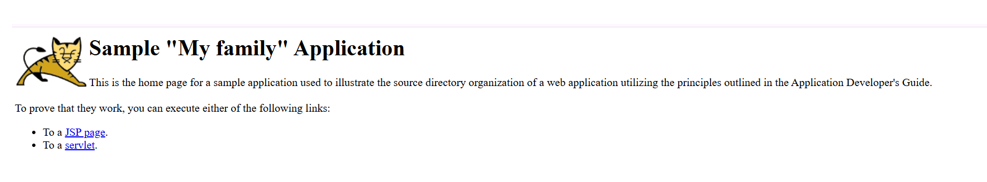 Sample "My family" Application
This is the home page for a sample application used to illustrate the source directory organization of a web application utilizing the principles outlined in the Application Developer's Guide.
To prove that they work, you can execute either of the following links:
To a JSP page.
To a servlet.